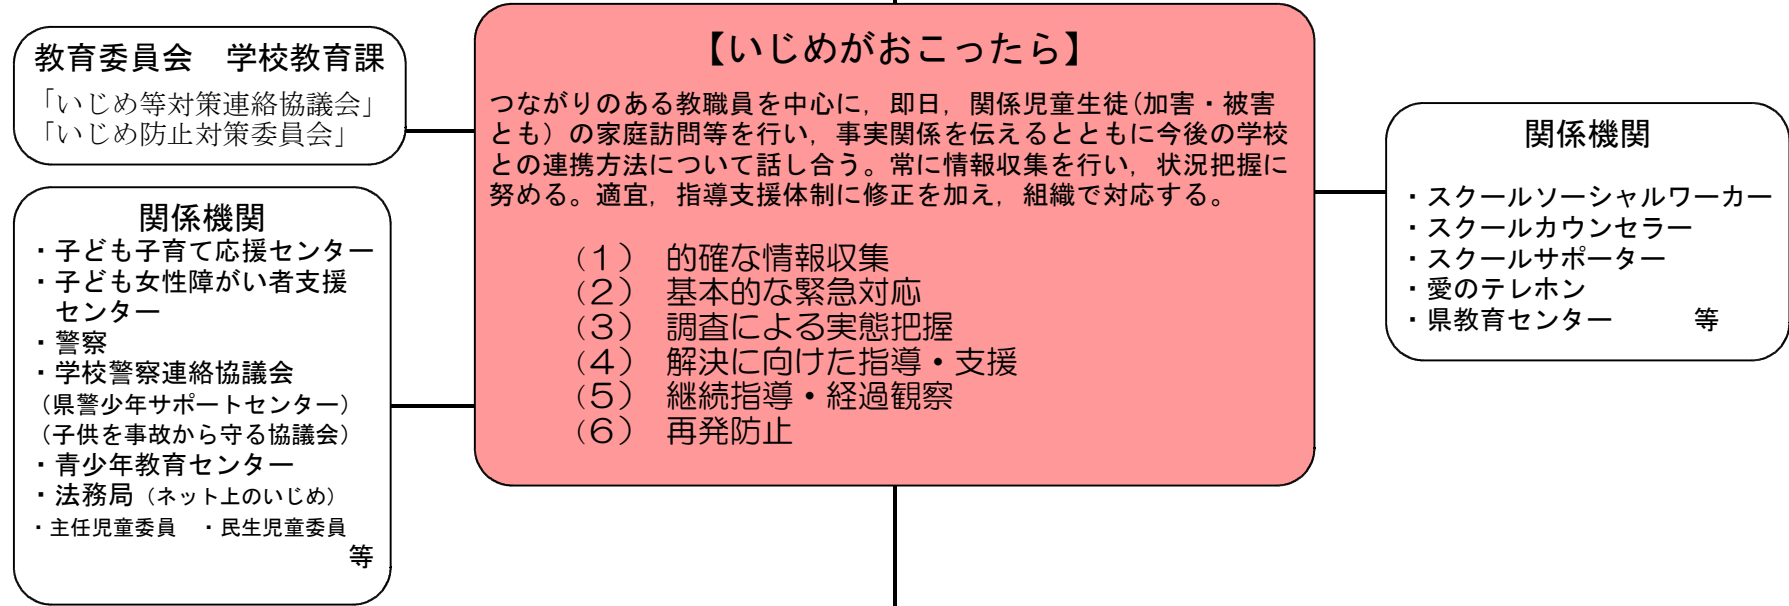 教育委員会　学校教育課
「いじめ等対策連絡協議会」
「いじめ防止対策委員会」
関係機関
・子ども子育て応援センター
・子ども女性障がい者支援
センター
・警察
・学校警察連絡協議会
（県警少年サポートセンター）
（子供を事故から守る協議会）
・青少年教育センター
・法務局（ネット上のいじめ）
・主任児童委員　・民生児童委員
等
【いじめがおこったら】
つながりのある教職員を中心に，即日，関係児童生徒（加害・被害
とも）の家庭訪問等を行い，事実関係を伝えるとともに今後の学校
との連携方法について話し合う。常に情報収集を行い，状況把握に
努める。適宜，指導支援体制に修正を加え，組織で対応する。
（１）　的確な情報収集
（２）　基本的な緊急対応
（３）　調査による実態把握
（４）　解決に向けた指導・支援
（５）　継続指導・経過観察
（６）　再発防止
関係機関
・スクールソーシャルワーカー
・スクールカウンセラー
・スクールサポーター
・愛のテレホン
・県教育センター　　　等